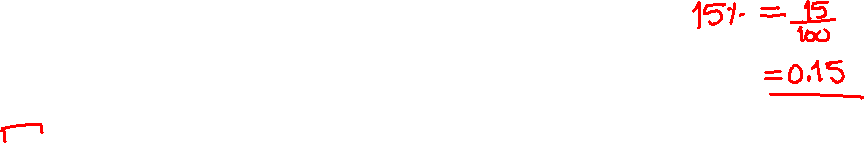 15% = 15/100
= 0.15